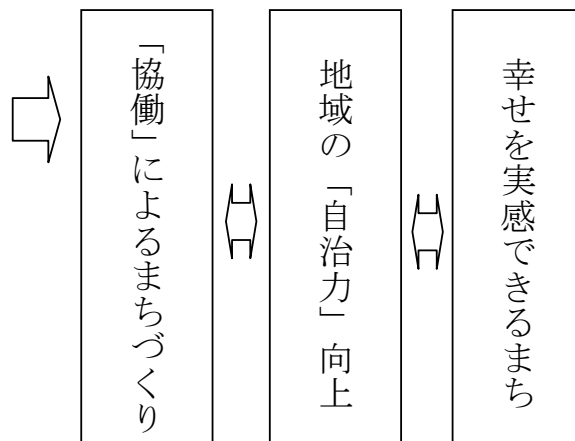 「協働」によるまちづくり
地域の「自治力」向上
幸せを実感できるまち